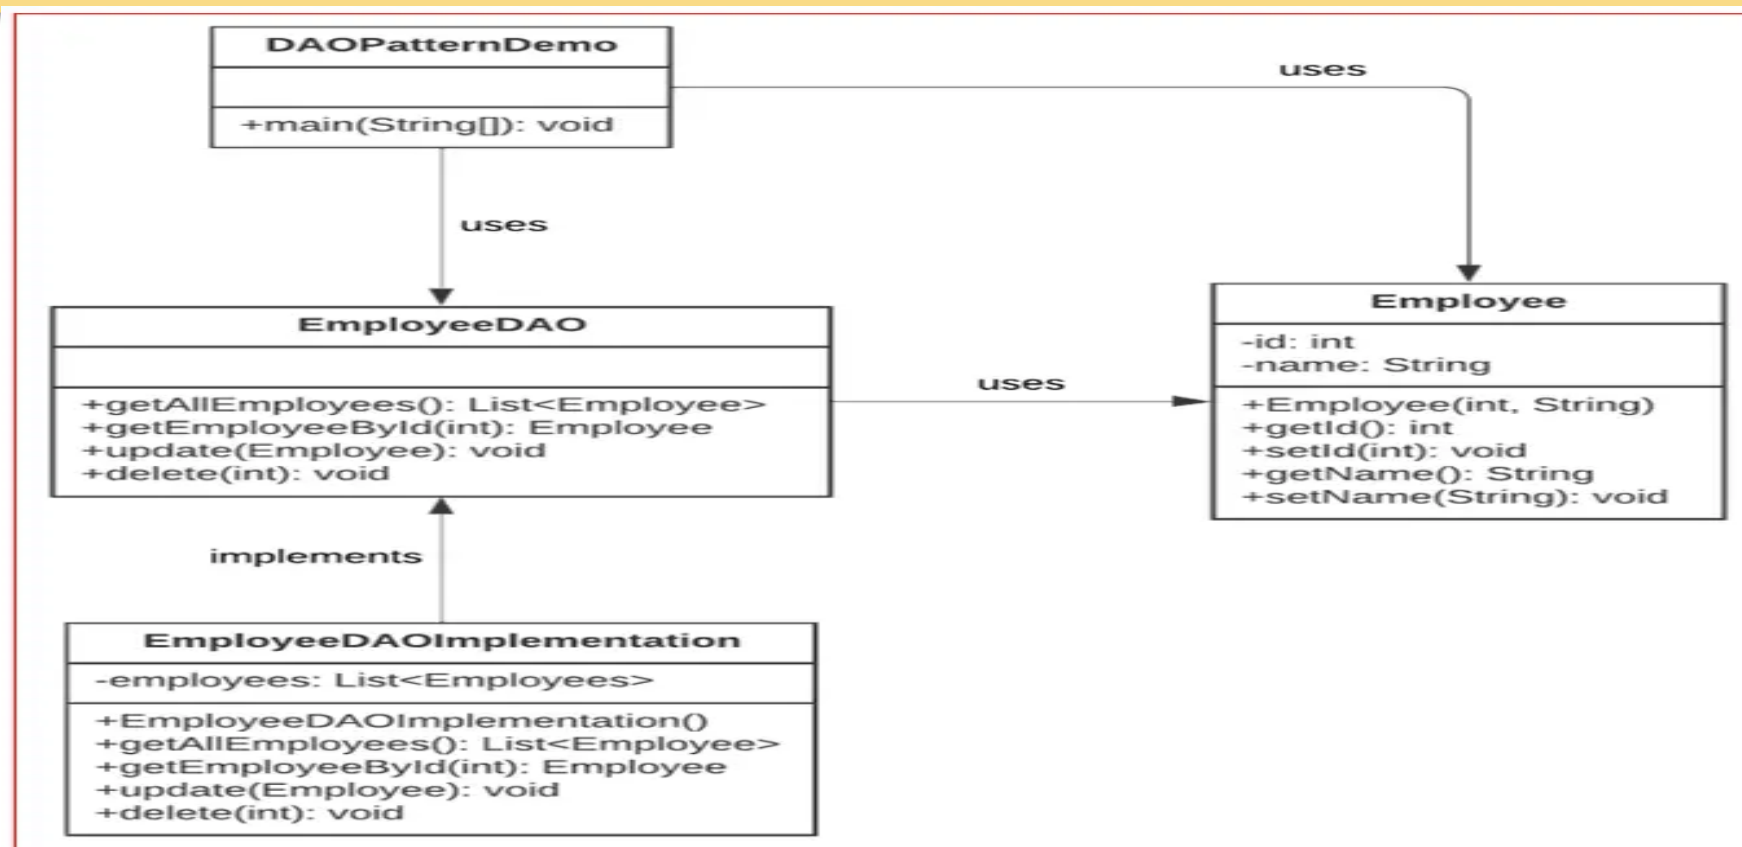 DAOPatternDemo
+main(String[]): void
uses
uses
EmployeeDAO
+getAllEmployees(): List<Employee>
+getEmployeeById(int): Employee
+update(Employee): void
+delete(int): void
uses
Employee
-id: int
-name: String
+Employee(int, String)
+getId(): int
+setId(int): void
+getName(): String
+setName(String): void
implements
EmployeeDAOImplementation
-employees: List<Employees>
+EmployeeDAOImplementation()
+getAllEmployees(): List<Employee>
+getEmployeeById(int): Employee
+update(Employee): void
+delete(int): void